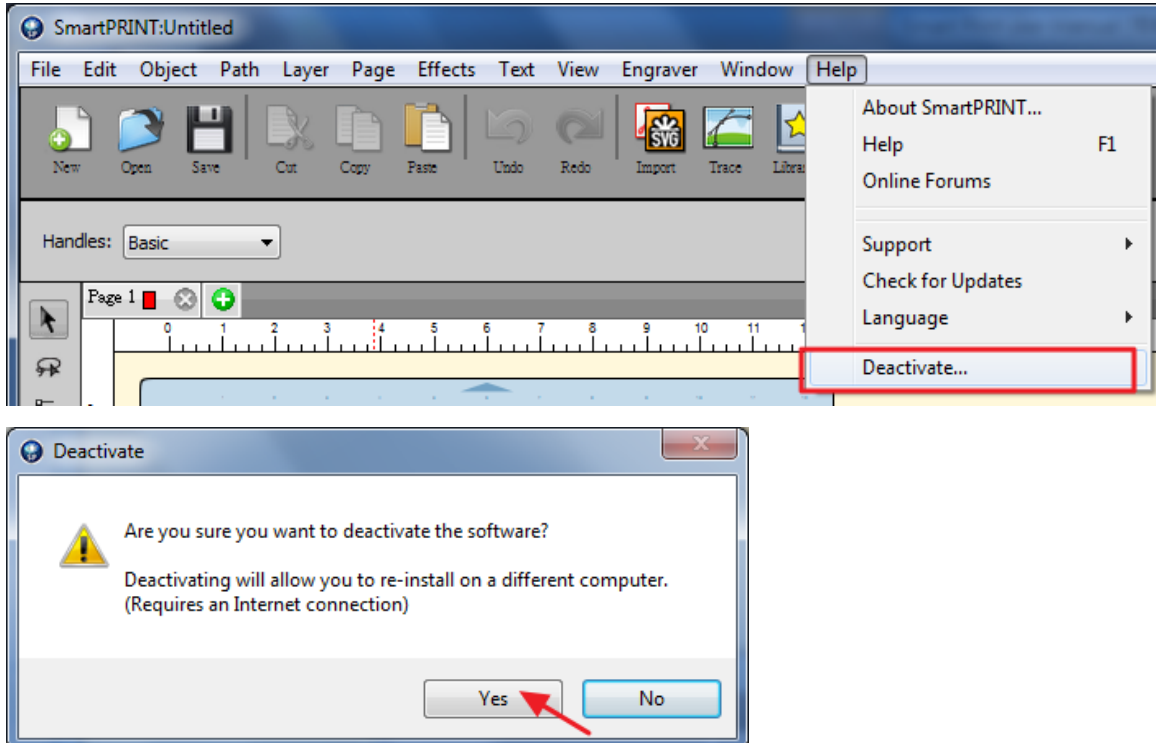 SmartPRINT:Untitled
File Edit Object Path Layer Page Effects Text View Engraver Window Help
SVG
New Open Save Cut Copy Paste Undo Redo Import Trace
About SmartPRINT...
Help F1
Online Forums
Support
Check for Updates
Language
Deactivate...
Handles: Basic
Page 1
0 1 2 3 4 5 6 7 8 9 10 11
Deactivate
Are you sure you want to deactivate the software?
Deactivating will allow you to re-install on a different computer.
(Requires an Internet connection)
Yes No